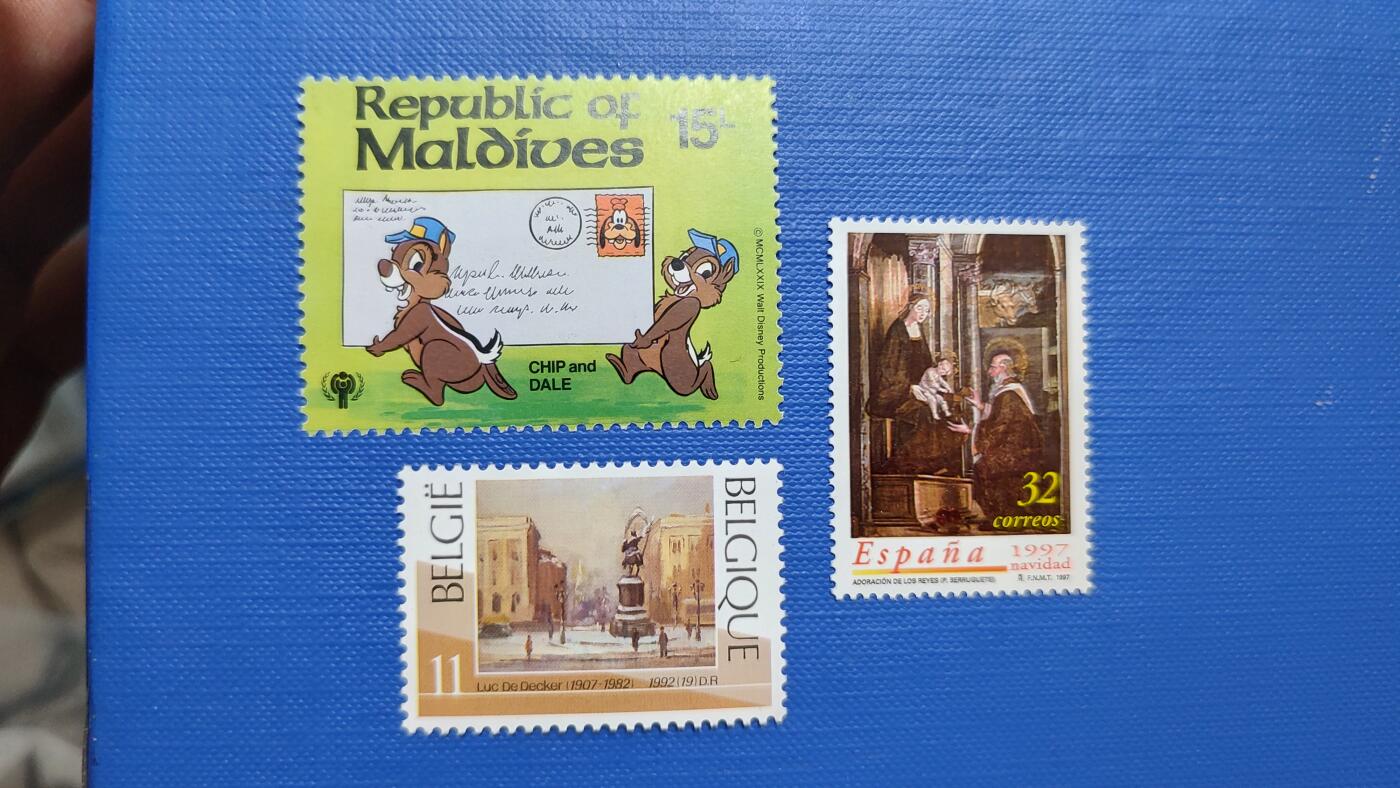 Republic of
Maldives
15L
CHIP and
DALE
© MCMLXXIX Walt Disney Productions
BELGIË
BELGIQUE
11
Luc De Decker (1907-1982) 1992(19)D.R
32
correos
España 1997
navidad
ADORACIÓN DE LOS REYES (P. BERRUGUETE) F.N.M.T. 1997